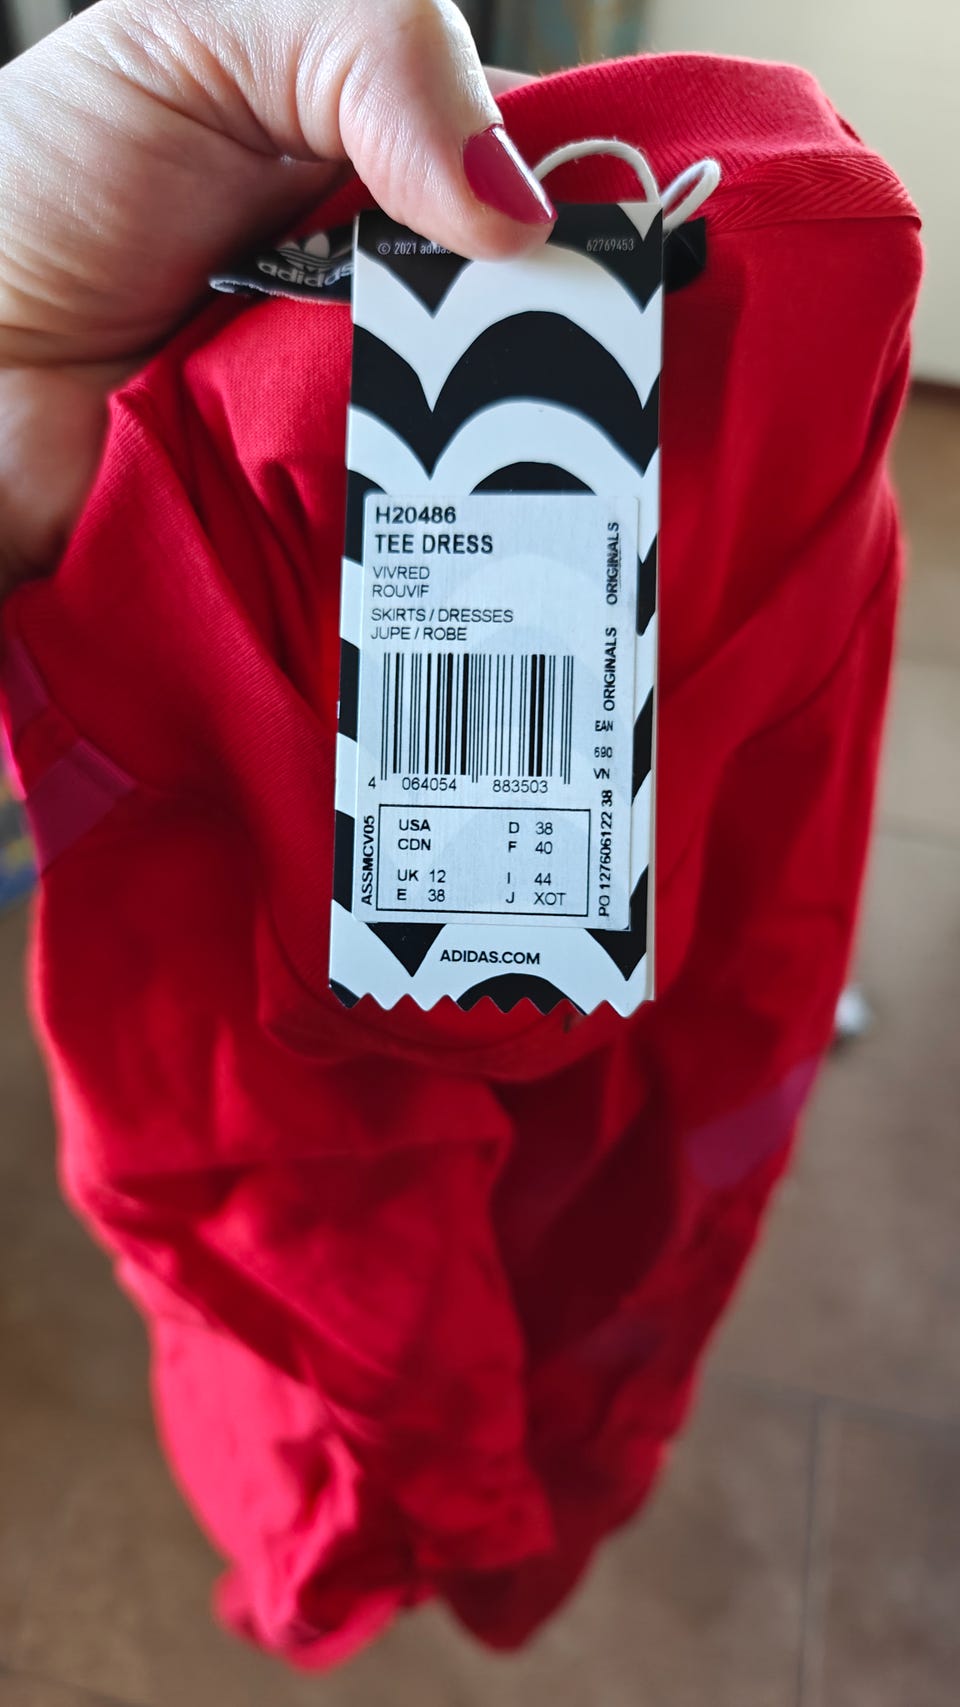 adidas
© 2021 adidas
62769453
H20486
TEE DRESS
VIVRED
ROUVIF
SKIRTS / DRESSES
JUPE / ROBE
ORIGINALS ORIGINALS
EAN
690
VN
PO 127606122 38
4 064054 883503
ASSMCV05
USA D 38
CDN F 40
UK 12 I 44
E 38 J XOT
ADIDAS.COM